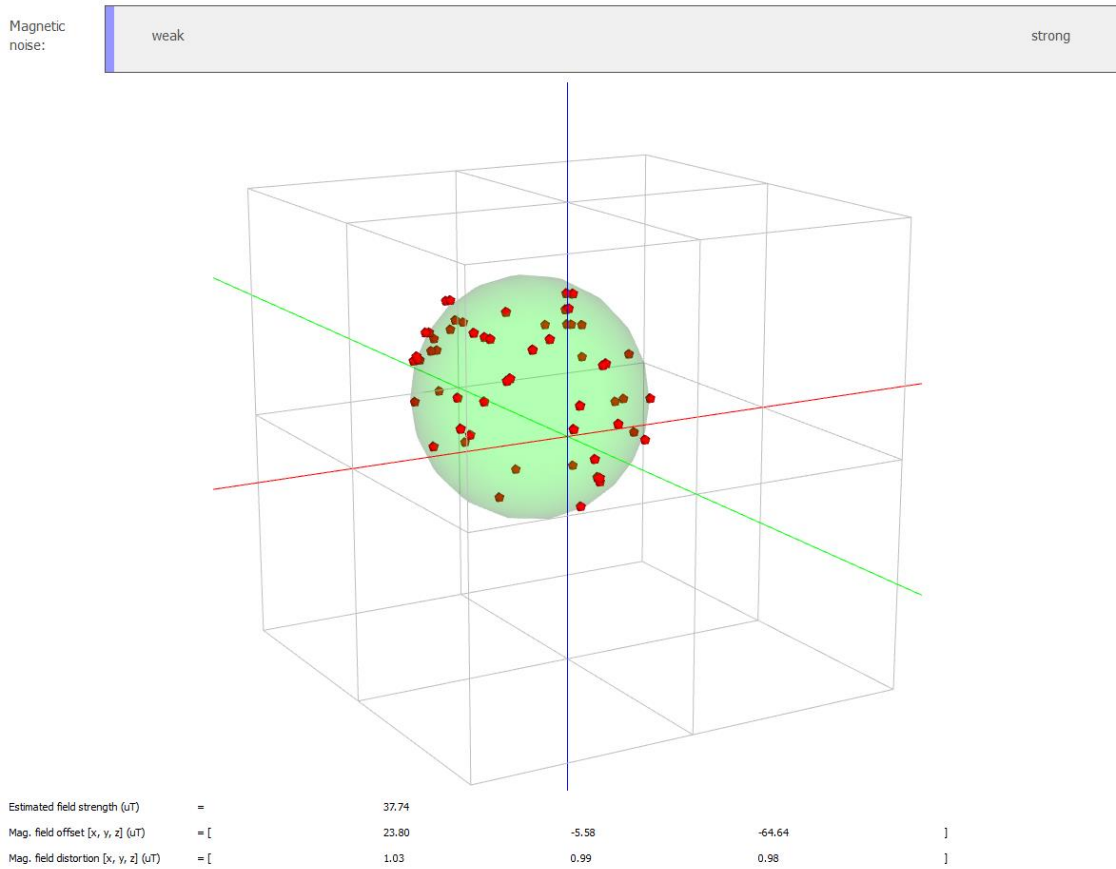 Magnetic
noise:
weak strong
Estimated field strength (uT) = 37.74
Mag. field offset [x, y, z] (uT) = [ 23.80 -5.58 -64.64 ]
Mag. field distortion [x, y, z] (uT) = [ 1.03 0.99 0.98 ]